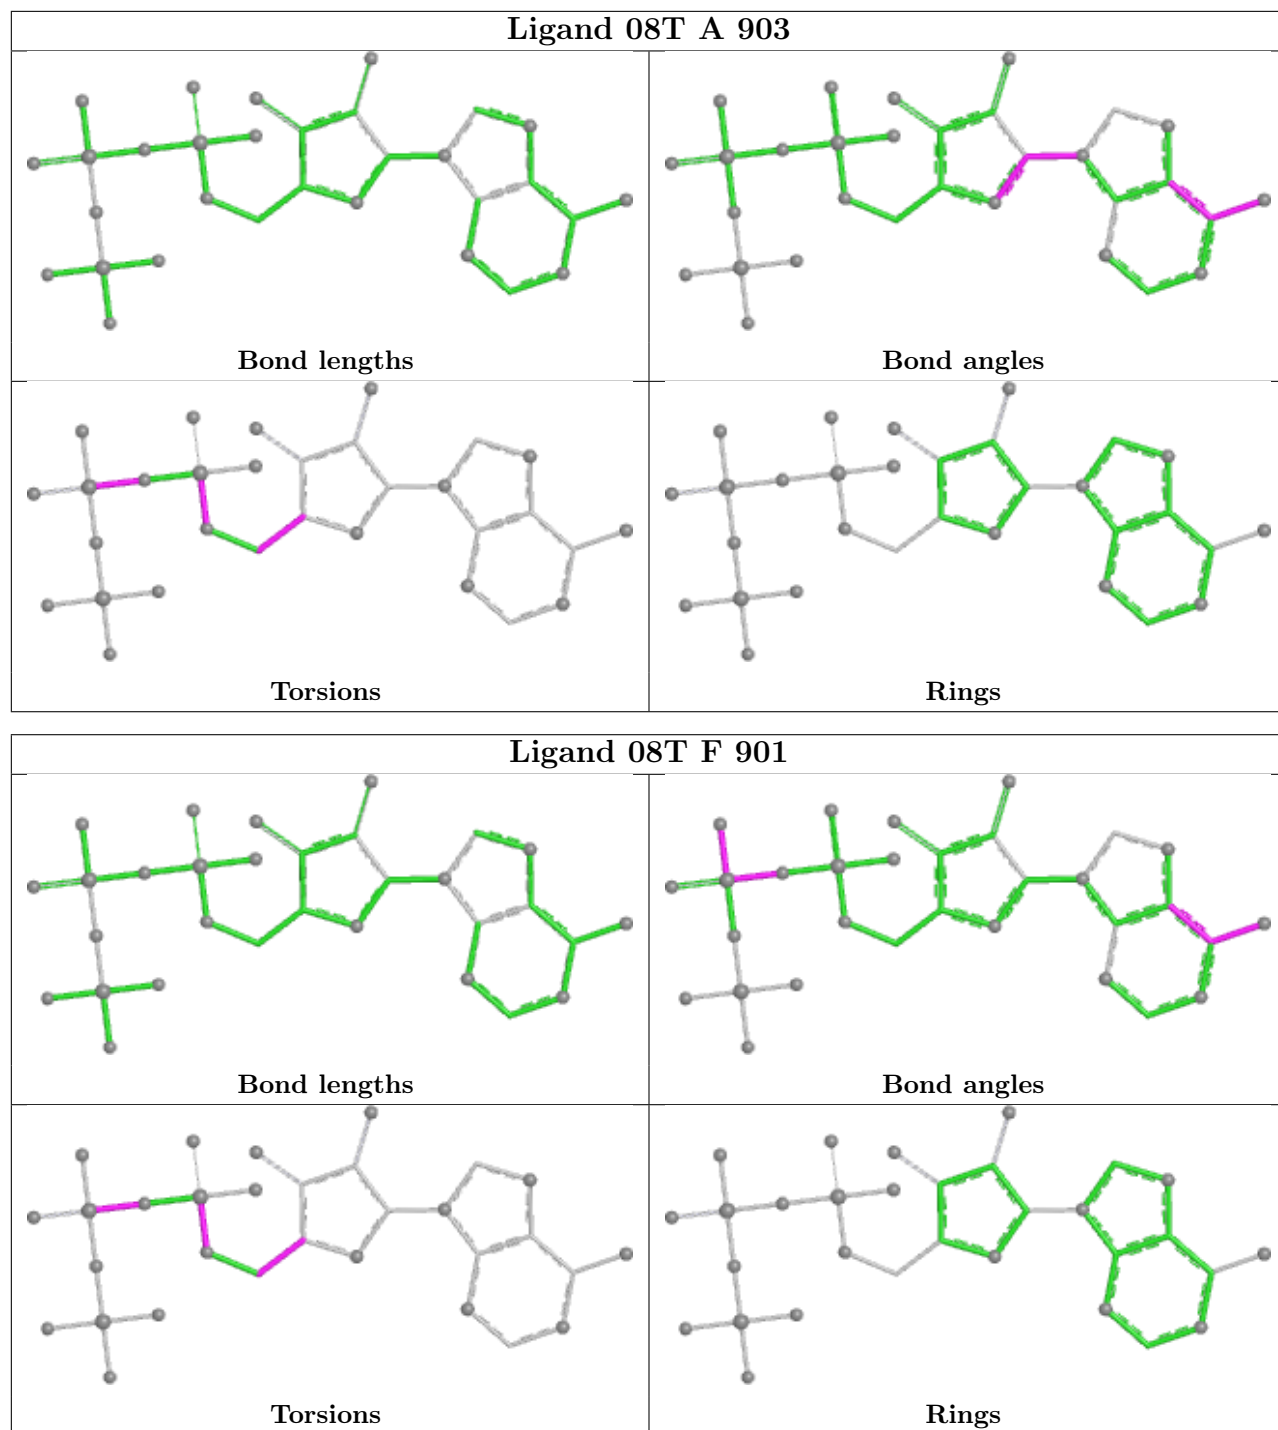 Ligand 08T A 903
Bond lengths
Bond angles
Torsions
Rings
Ligand 08T F 901
Bond lengths
Bond angles
Torsions
Rings